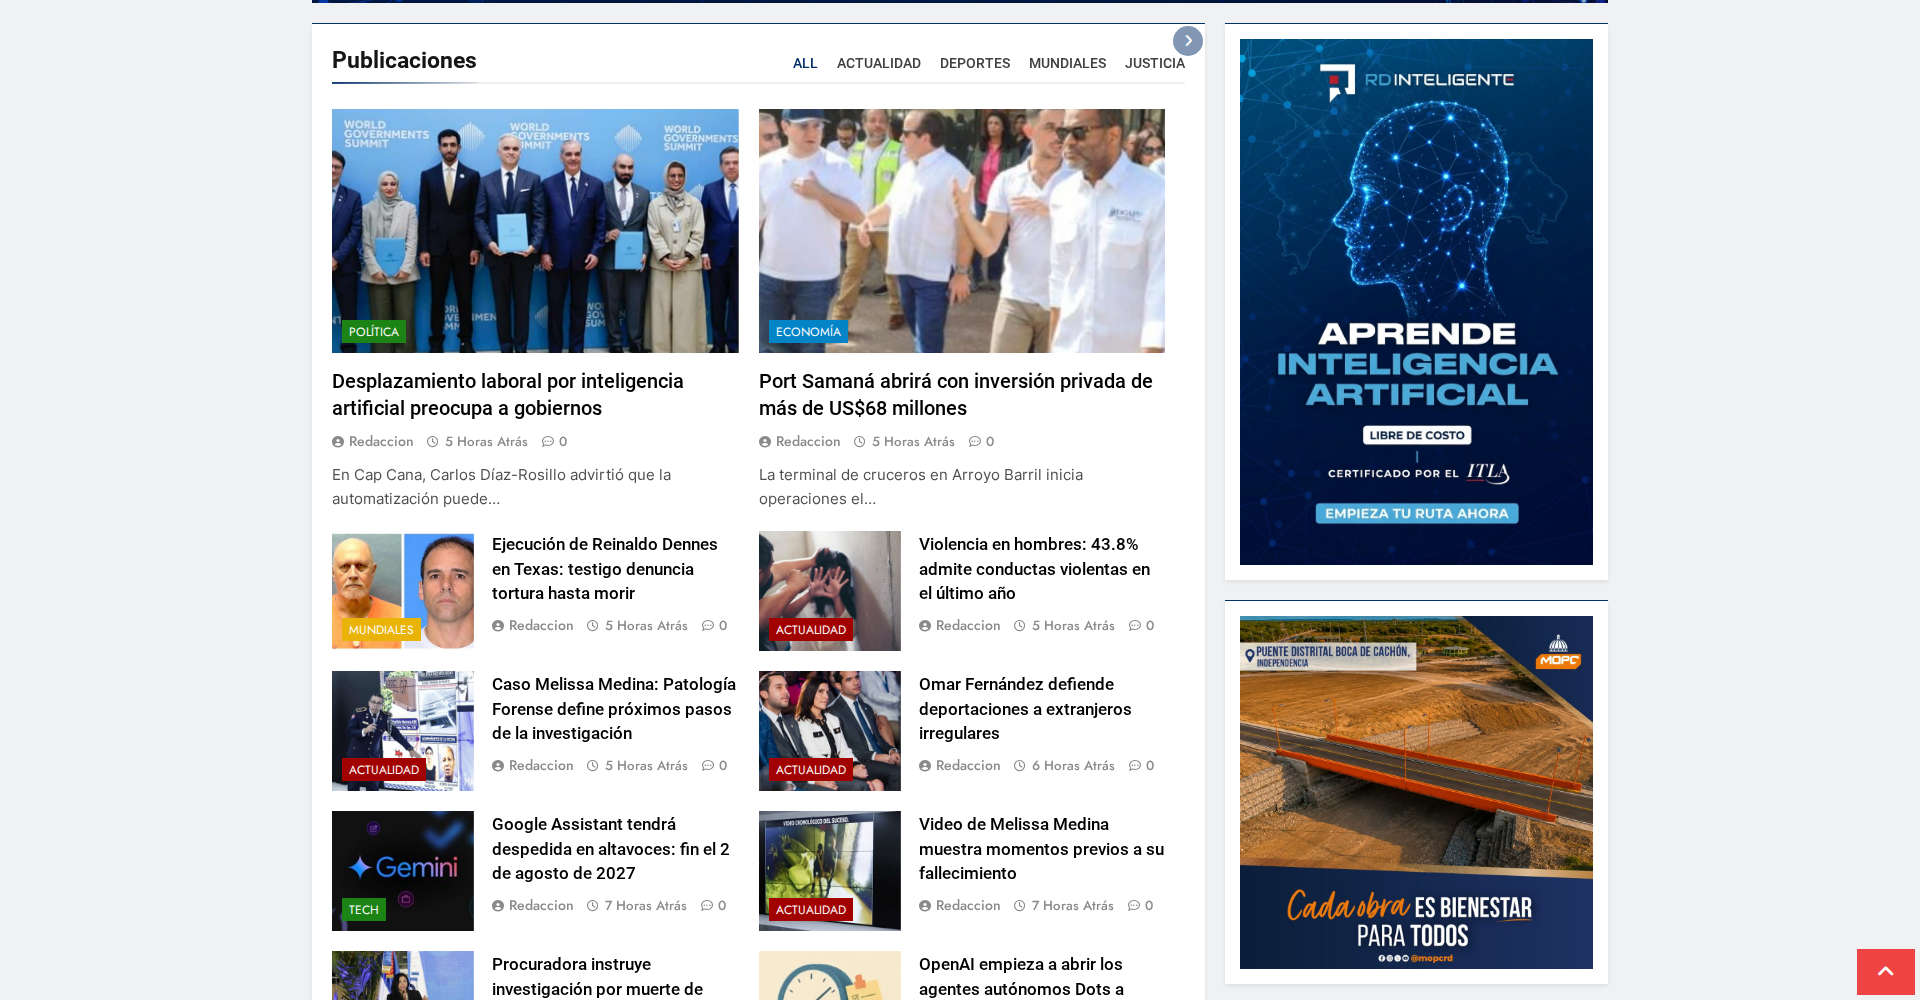 Publicaciones
ALL
ACTUALIDAD
DEPORTES
MUNDIALES
JUSTICIA
WORLD GOVERNMENTS SUMMIT
WORLD GOVERNMENTS SUMMIT
WORLD GOVERNMENTS SUMMIT
POLÍTICA
Desplazamiento laboral por inteligencia
artificial preocupa a gobiernos
Redaccion 5 Horas Atrás 0
En Cap Cana, Carlos Díaz-Rosillo advirtió que la
automatización puede...
ECONOMÍA
Port Samaná abrirá con inversión privada de
más de US$68 millones
Redaccion 5 Horas Atrás 0
La terminal de cruceros en Arroyo Barril inicia
operaciones el...
MUNDIALES
Ejecución de Reinaldo Dennes
en Texas: testigo denuncia
tortura hasta morir
Redaccion 5 Horas Atrás 0
ACTUALIDAD
Violencia en hombres: 43.8%
admite conductas violentas en
el último año
Redaccion 5 Horas Atrás 0
ACTUALIDAD
Caso Melissa Medina: Patología
Forense define próximos pasos
de la investigación
Redaccion 5 Horas Atrás 0
ACTUALIDAD
Omar Fernández defiende
deportaciones a extranjeros
irregulares
Redaccion 6 Horas Atrás 0
Gemini
TECH
Google Assistant tendrá
despedida en altavoces: fin el 2
de agosto de 2027
Redaccion 7 Horas Atrás 0
VIDEO CRONOLÓGICO DEL SUCESO.
ACTUALIDAD
Video de Melissa Medina
muestra momentos previos a su
fallecimiento
Redaccion 7 Horas Atrás 0
Procuradora instruye
investigación por muerte de
OpenAI empieza a abrir los
agentes autónomos Dots a
RDINTELIGENTE
APRENDE
INTELIGENCIA
ARTIFICIAL
LIBRE DE COSTO
CERTIFICADO POR EL ITLA
EMPIEZA TU RUTA AHORA
PUENTE DISTRITAL BOCA DE CACHÓN,
INDEPENDENCIA
MOPC
Cada obra ES BIENESTAR
PARA TODOS
@mopcrd